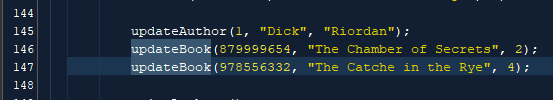 144
145 updateAuthor(1, "Dick", "Riordan");
146 updateBook(879999654, "The Chamber of Secrets", 2);
147 updateBook(978556332, "The Catche in the Rye", 4);
148